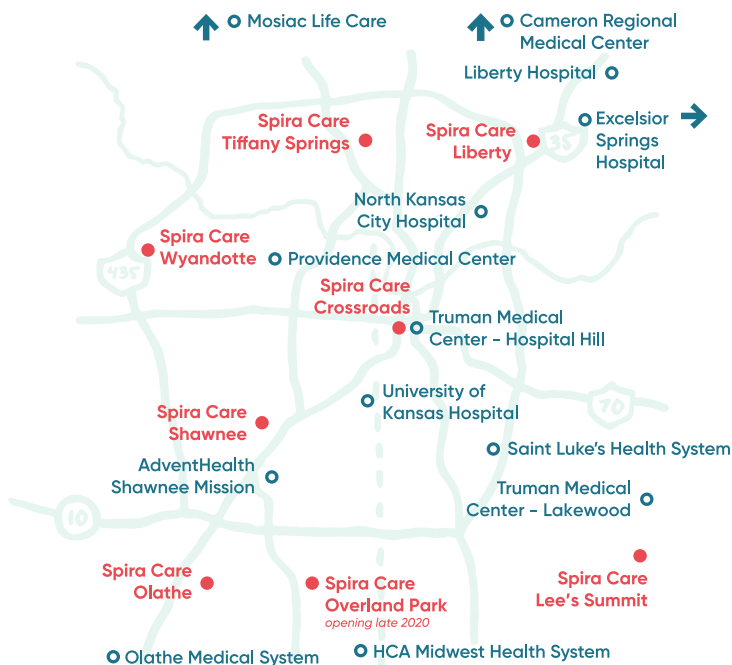 Mosiac Life Care
Cameron Regional
Medical Center
Liberty Hospital
Excelsior
Springs
Hospital
35
Spira Care
Tiffany Springs
Spira Care
Liberty
North Kansas
City Hospital
Spira Care
Wyandotte
Providence Medical Center
435
Spira Care
Crossroads
Truman Medical
Center - Hospital Hill
University of
Kansas Hospital
70
Spira Care
Shawnee
Saint Luke's Health System
AdventHealth
Shawnee Mission
Truman Medical
Center - Lakewood
10
Spira Care
Olathe
Spira Care
Overland Park
opening late 2020
Spira Care
Lee's Summit
Olathe Medical System
HCA Midwest Health System